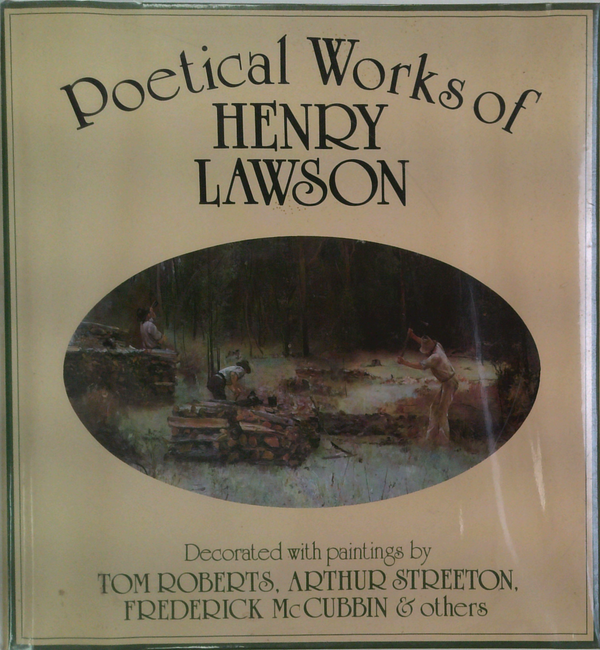 Poetical Works of
HENRY
LAWSON
Decorated with paintings by
TOM ROBERTS, ARTHUR STREETON,
FREDERICK McCUBBIN & others